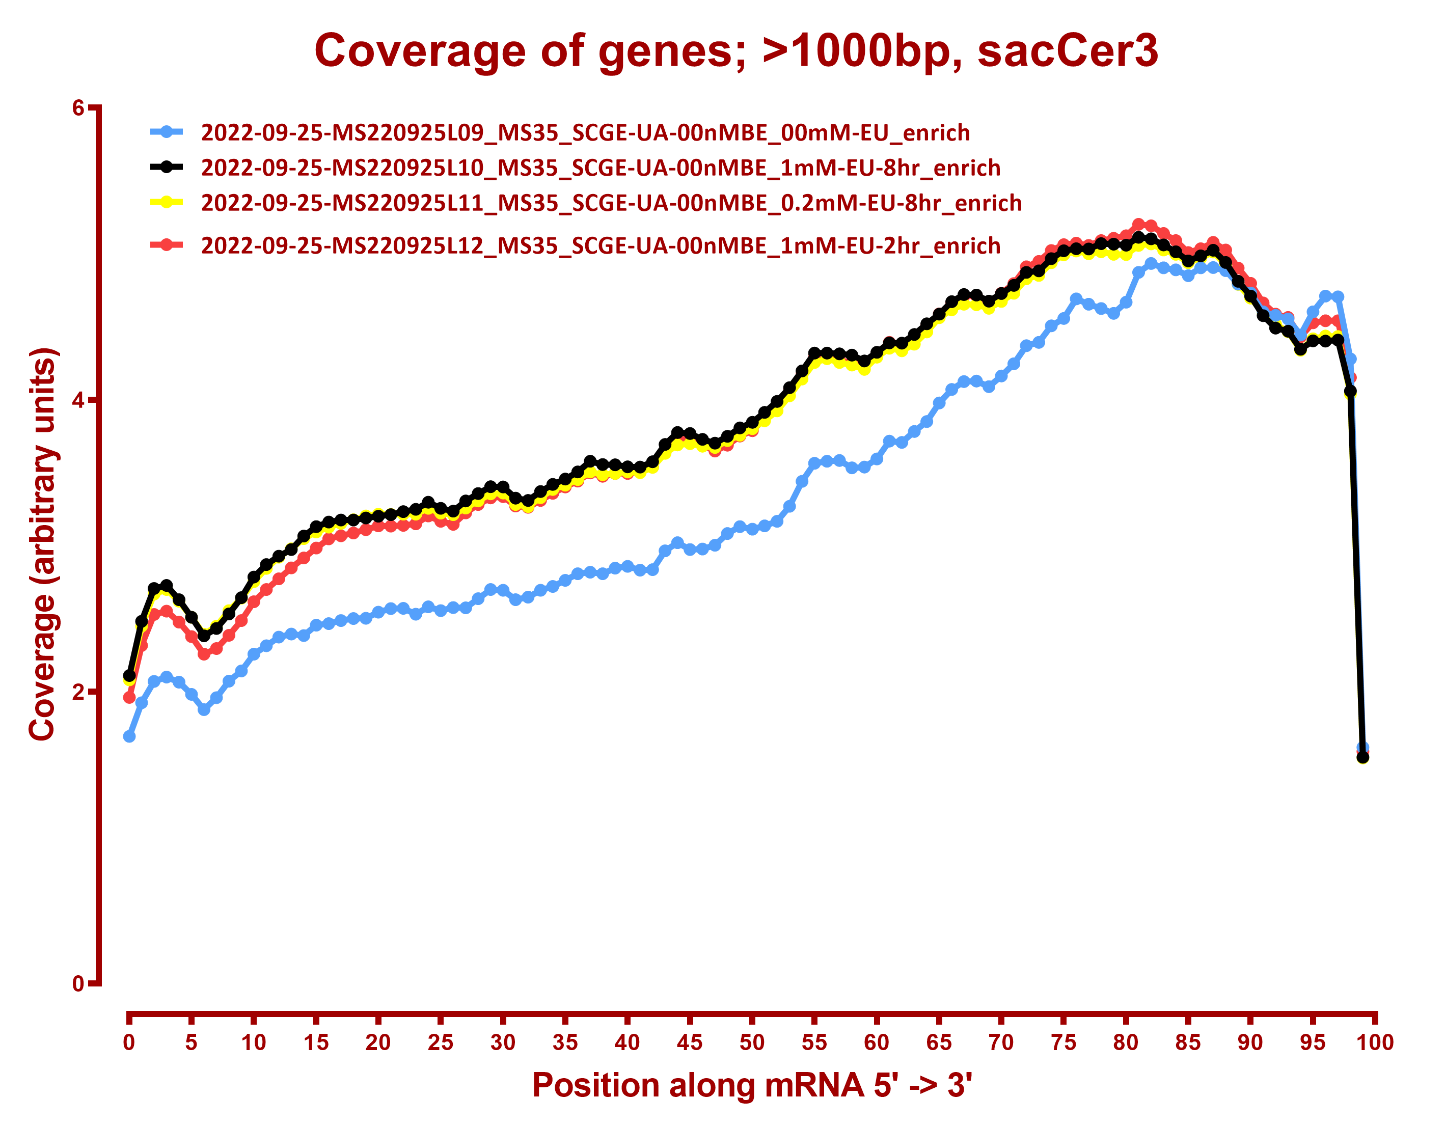 Coverage of genes; >1000bp, sacCer3
6
2022-09-25-MS220925L09_MS35_SCGE-UA-00nMBE_00mM-EU_enrich
2022-09-25-MS220925L10_MS35_SCGE-UA-00nMBE_1mM-EU-8hr_enrich
2022-09-25-MS220925L11_MS35_SCGE-UA-00nMBE_0.2mM-EU-8hr_enrich
2022-09-25-MS220925L12_MS35_SCGE-UA-00nMBE_1mM-EU-2hr_enrich
Coverage (arbitrary units)
4
2
0
0 5 10 15 20 25 30 35 40 45 50 55 60 65 70 75 80 85 90 95 100
Position along mRNA 5' -> 3'